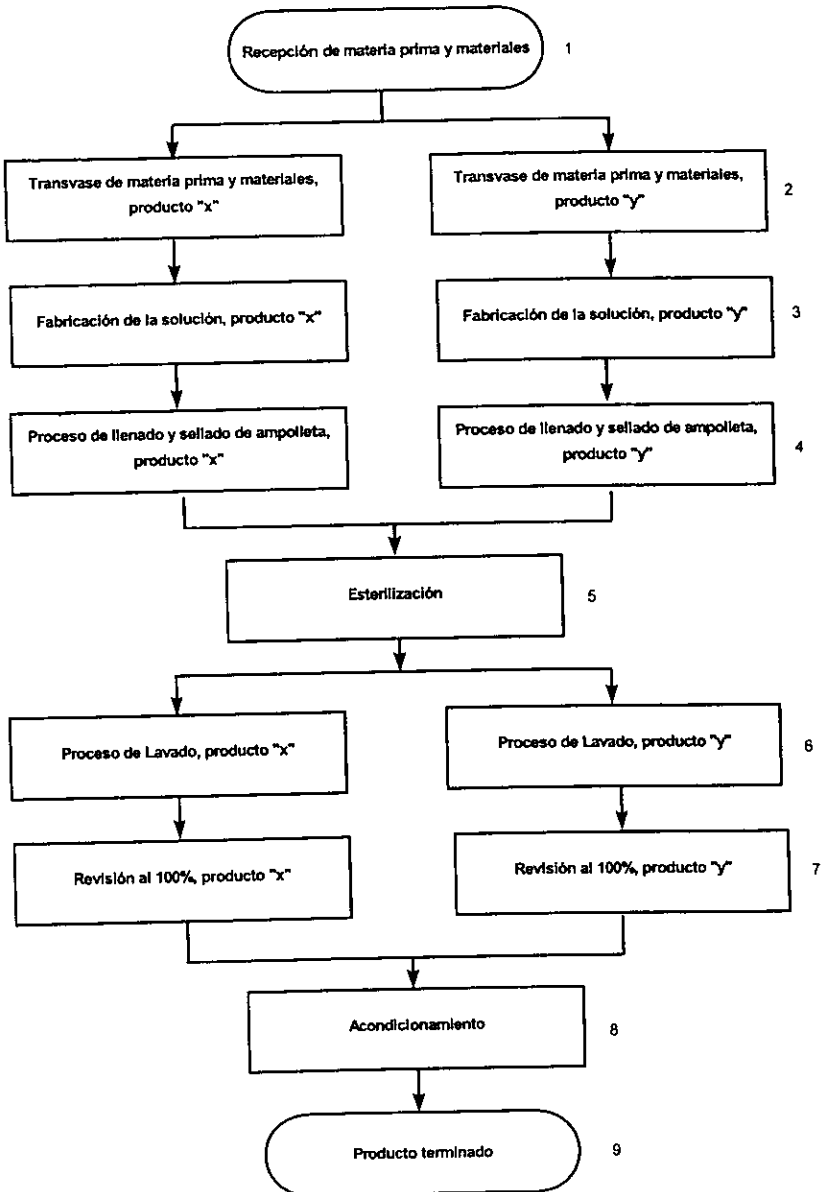 Recepción de materia prima y materiales
1
Transvase de materia prima y materiales,
producto "x"
Transvase de materia prima y materiales,
producto "y"
2
Fabricación de la solución, producto "x"
Fabricación de la solución, producto "y"
3
Proceso de llenado y sellado de ampolleta,
producto "x"
Proceso de llenado y sellado de ampolleta,
producto "y"
4
Esterilización
5
Proceso de Lavado, producto "x"
Proceso de Lavado, producto "y"
6
Revisión al 100%, producto "x"
Revisión al 100%, producto "y"
7
Acondicionamiento
8
Producto terminado
9